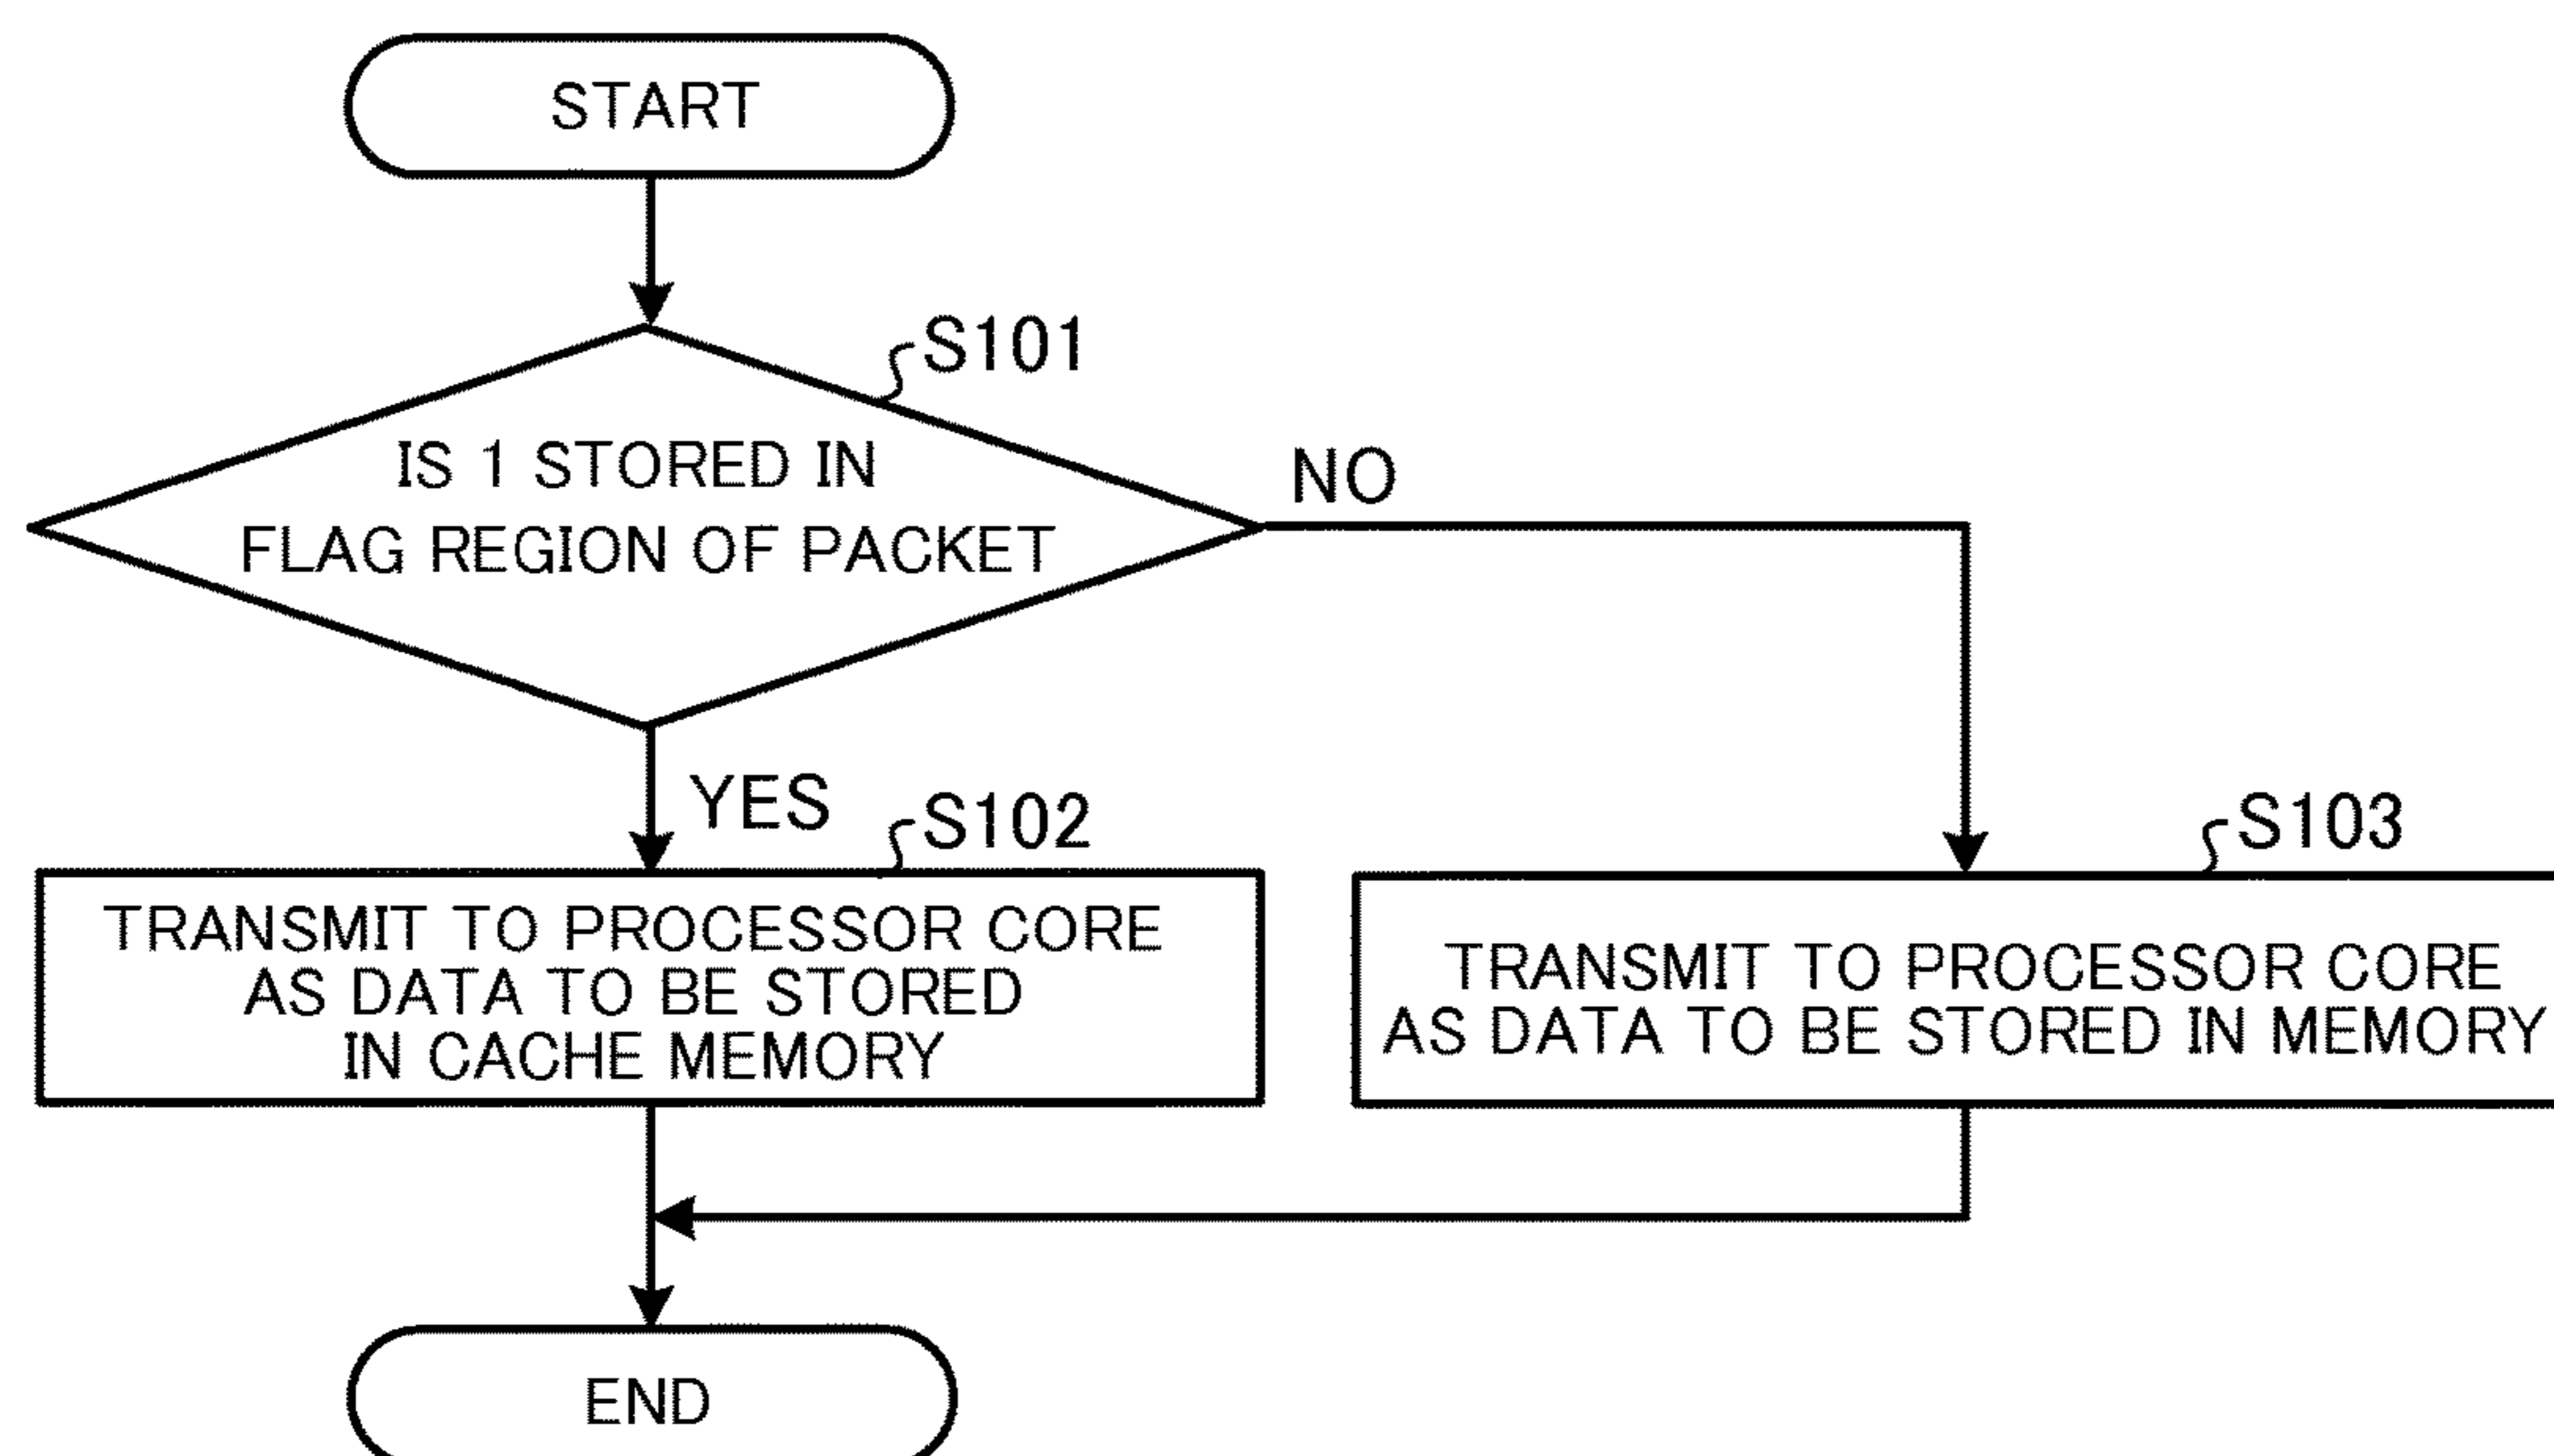 START
S101
IS 1 STORED IN
FLAG REGION OF PACKET
NO
YES
S102
TRANSMIT TO PROCESSOR CORE
AS DATA TO BE STORED
IN CACHE MEMORY
S103
TRANSMIT TO PROCESSOR CORE
AS DATA TO BE STORED IN MEMORY
END